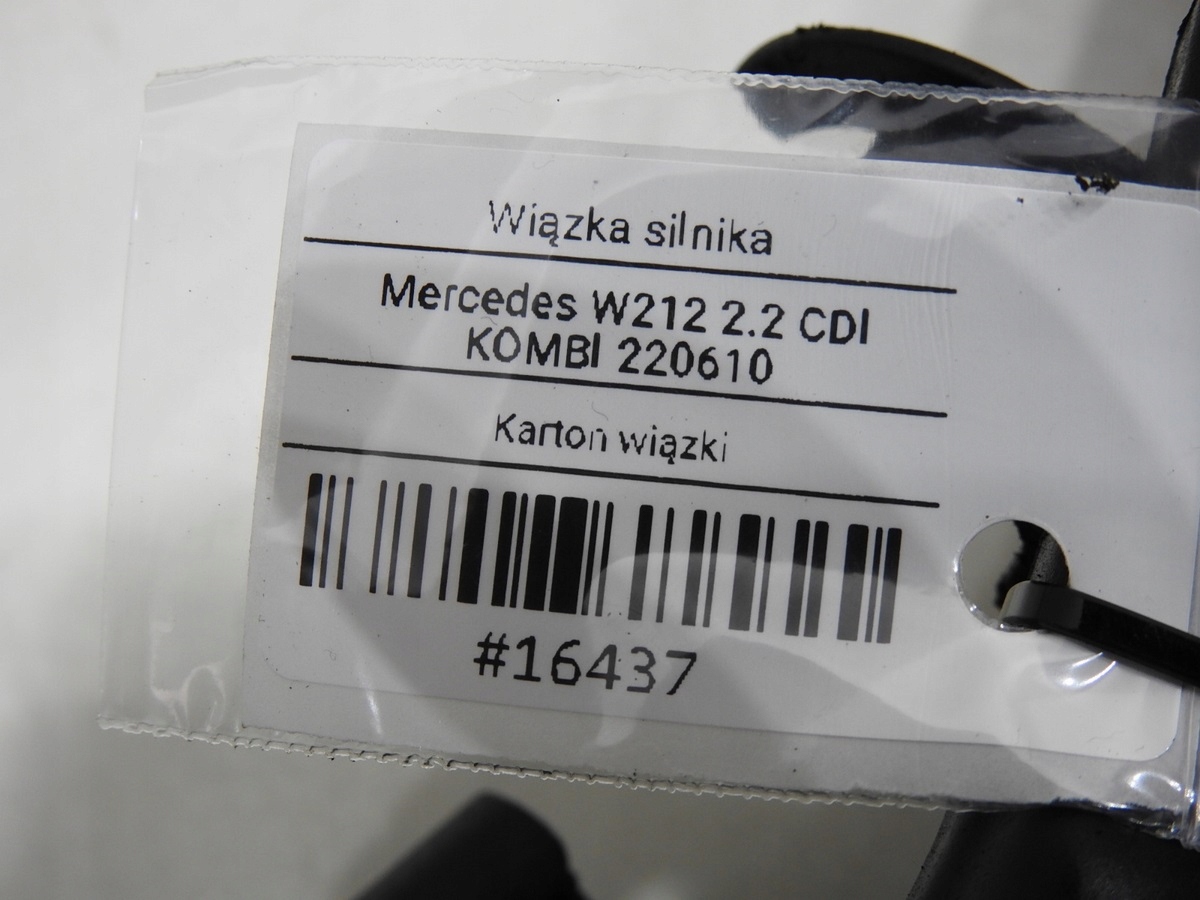 Wiązka silnika
Mercedes W212 2.2 CDI
KOMBI 220610
Karton wiązki
#16437